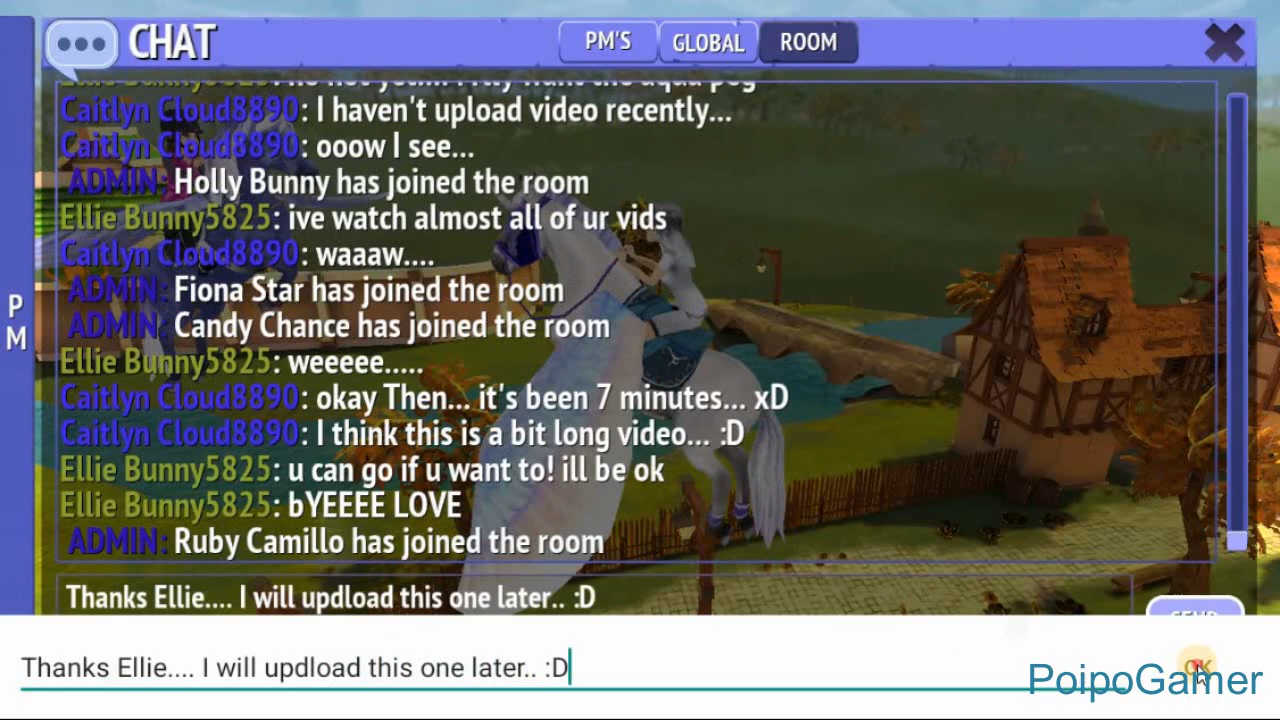 CHAT
PM'S
GLOBAL
ROOM
Caitlyn Cloud8890: I haven't upload video recently...
Caitlyn Cloud8890: ooow I see...
ADMIN: Holly Bunny has joined the room
Ellie Bunny5825: ive watch almost all of ur vids
Caitlyn Cloud8890: waaaw....
ADMIN: Fiona Star has joined the room
ADMIN: Candy Chance has joined the room
Ellie Bunny5825: weeeee.....
Caitlyn Cloud8890: okay Then... it's been 7 minutes... xD
Caitlyn Cloud8890: I think this is a bit long video... :D
Ellie Bunny5825: u can go if u want to! ill be ok
Ellie Bunny5825: bYEEEE LOVE
ADMIN: Ruby Camillo has joined the room
P
M
Thanks Ellie.... I will updload this one later.. :D
SEND
Thanks Ellie.... I will updload this one later.. :D
OK
PoipoGamer